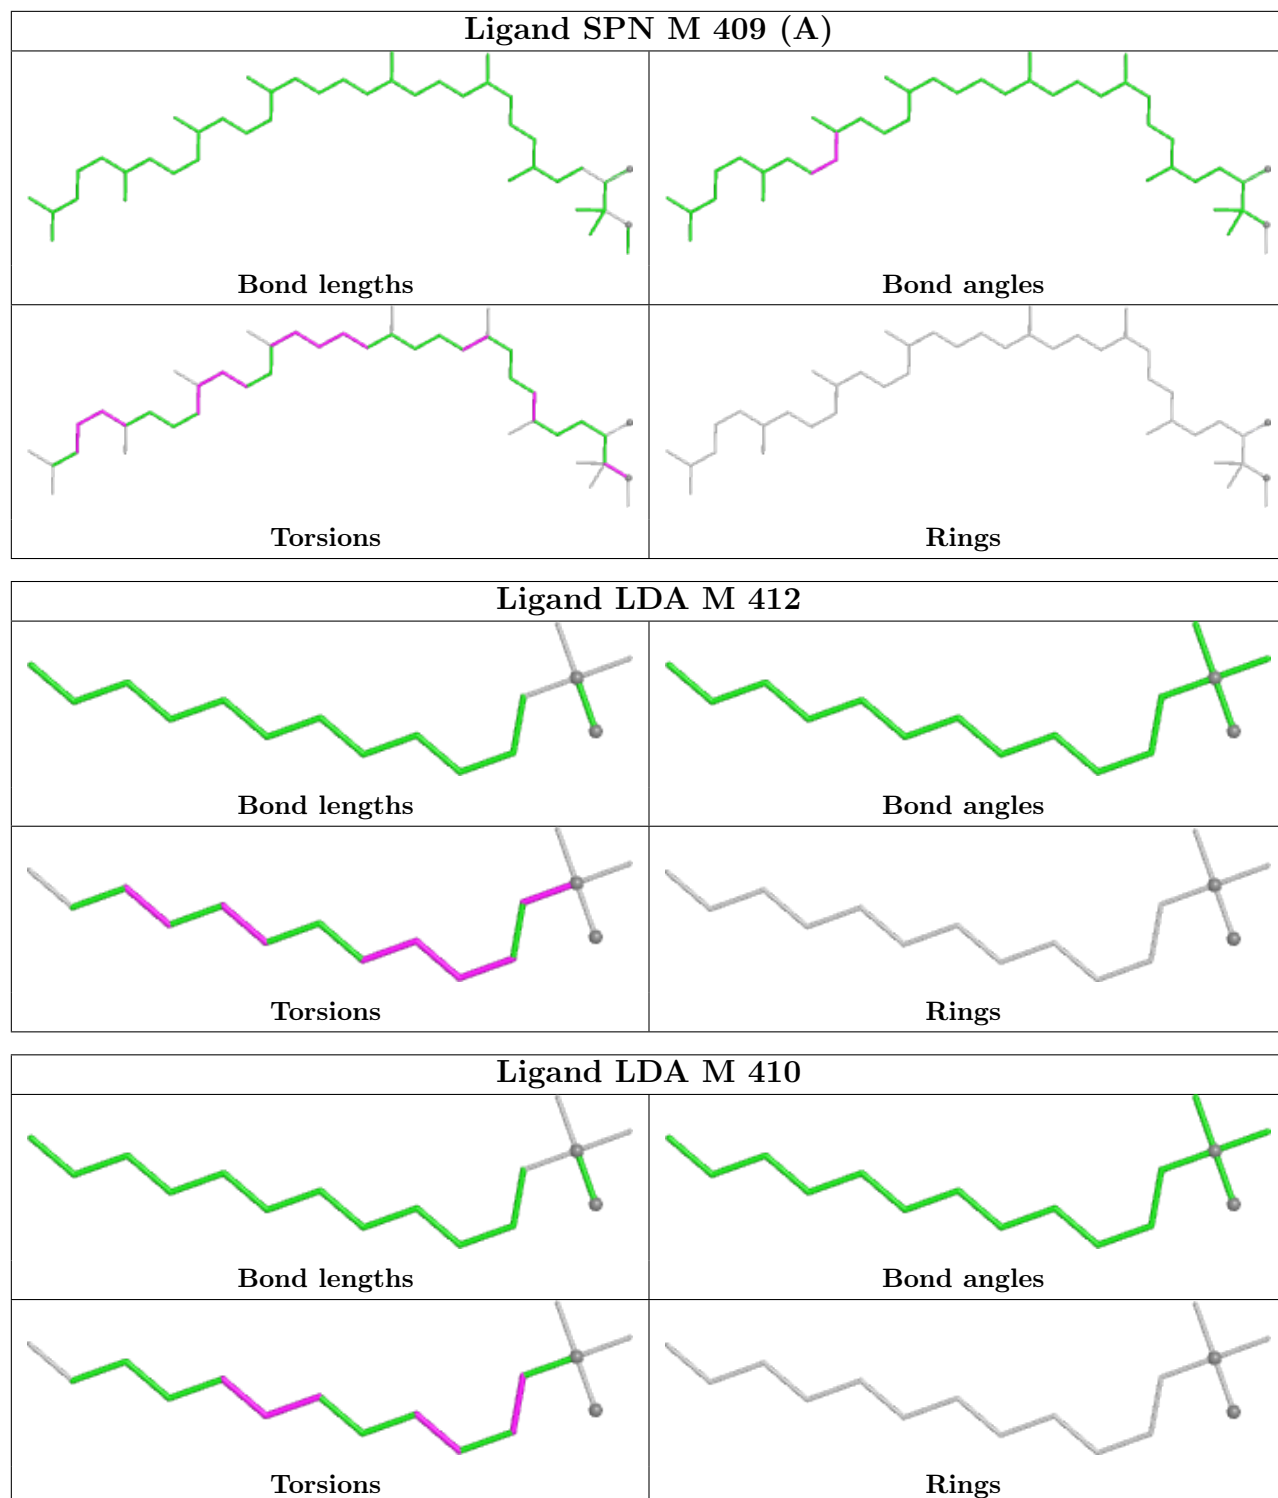 Ligand SPN M 409 (A)
Bond lengths
Bond angles
Torsions
Rings
Ligand LDA M 412
Bond lengths
Bond angles
Torsions
Rings
Ligand LDA M 410
Bond lengths
Bond angles
Torsions
Rings